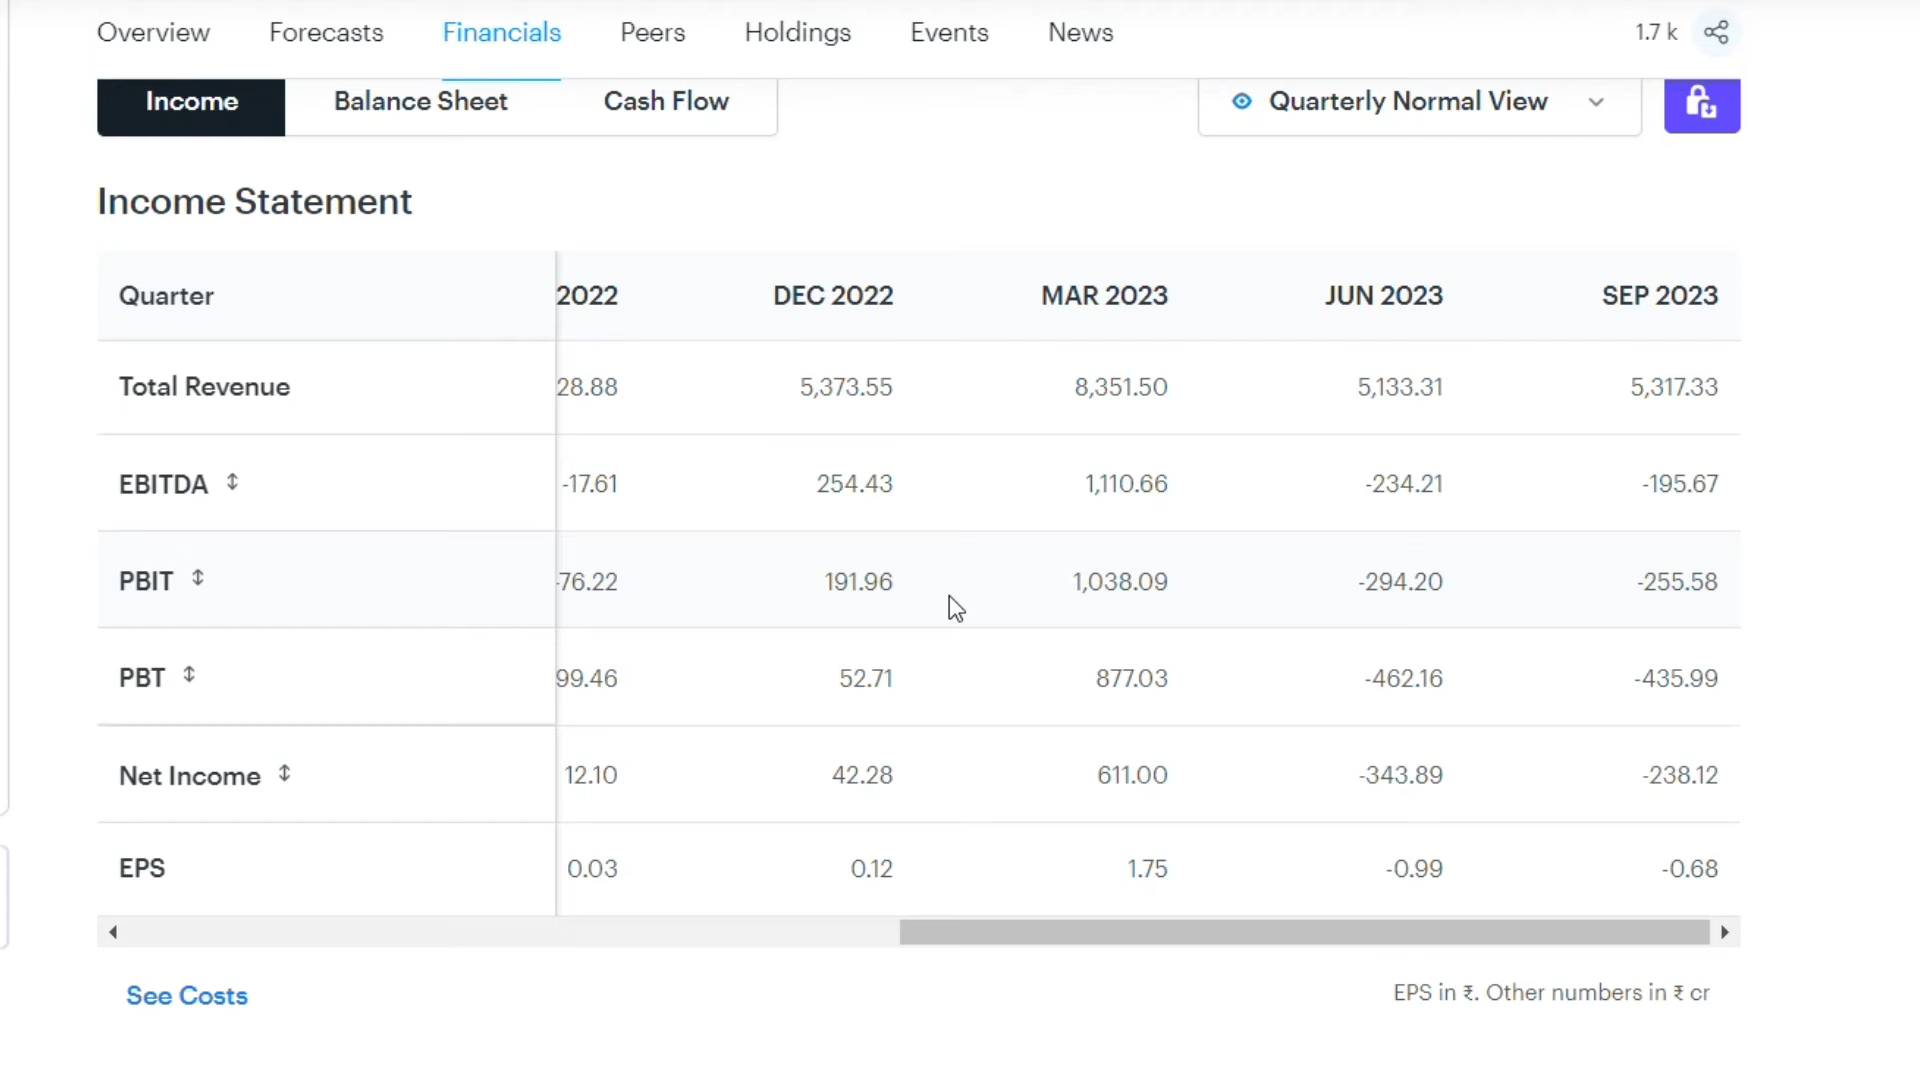 Overview Forecasts Financials Peers Holdings Events News 1.7 k
Income Balance Sheet Cash Flow Quarterly Normal View
Income Statement
Quarter 2022 DEC 2022 MAR 2023 JUN 2023 SEP 2023
Total Revenue 28.88 5,373.55 8,351.50 5,133.31 5,317.33
EBITDA -17.61 254.43 1,110.66 -234.21 -195.67
PBIT -76.22 191.96 1,038.09 -294.20 -255.58
PBT 99.46 52.71 877.03 -462.16 -435.99
Net Income 12.10 42.28 611.00 -343.89 -238.12
EPS 0.03 0.12 1.75 -0.99 -0.68
See Costs EPS in ₹. Other numbers in ₹ cr